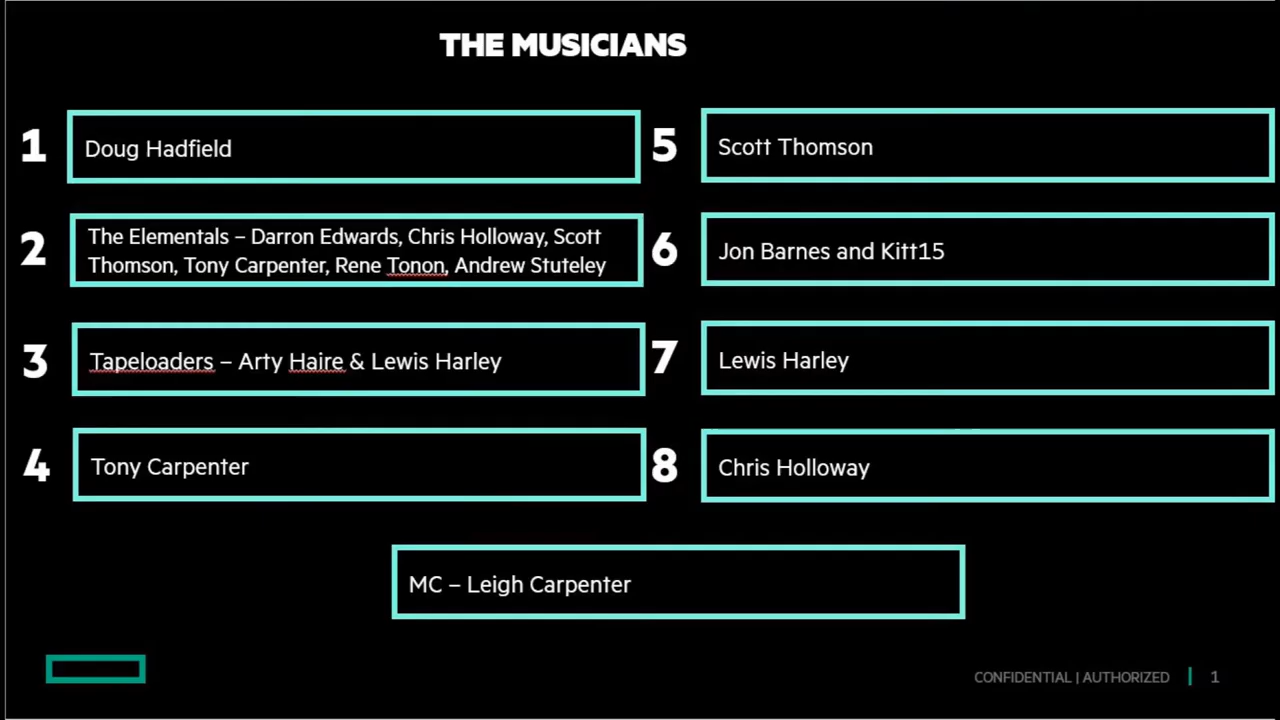 THE MUSICIANS
1
Doug Hadfield
2
The Elementals – Darron Edwards, Chris Holloway, Scott
Thomson, Tony Carpenter, Rene Tonon, Andrew Stuteley
3
Tapeloaders – Arty Haire & Lewis Harley
4
Tony Carpenter
5
Scott Thomson
6
Jon Barnes and Kitt15
7
Lewis Harley
8
Chris Holloway
MC – Leigh Carpenter
CONFIDENTIAL | AUTHORIZED
1